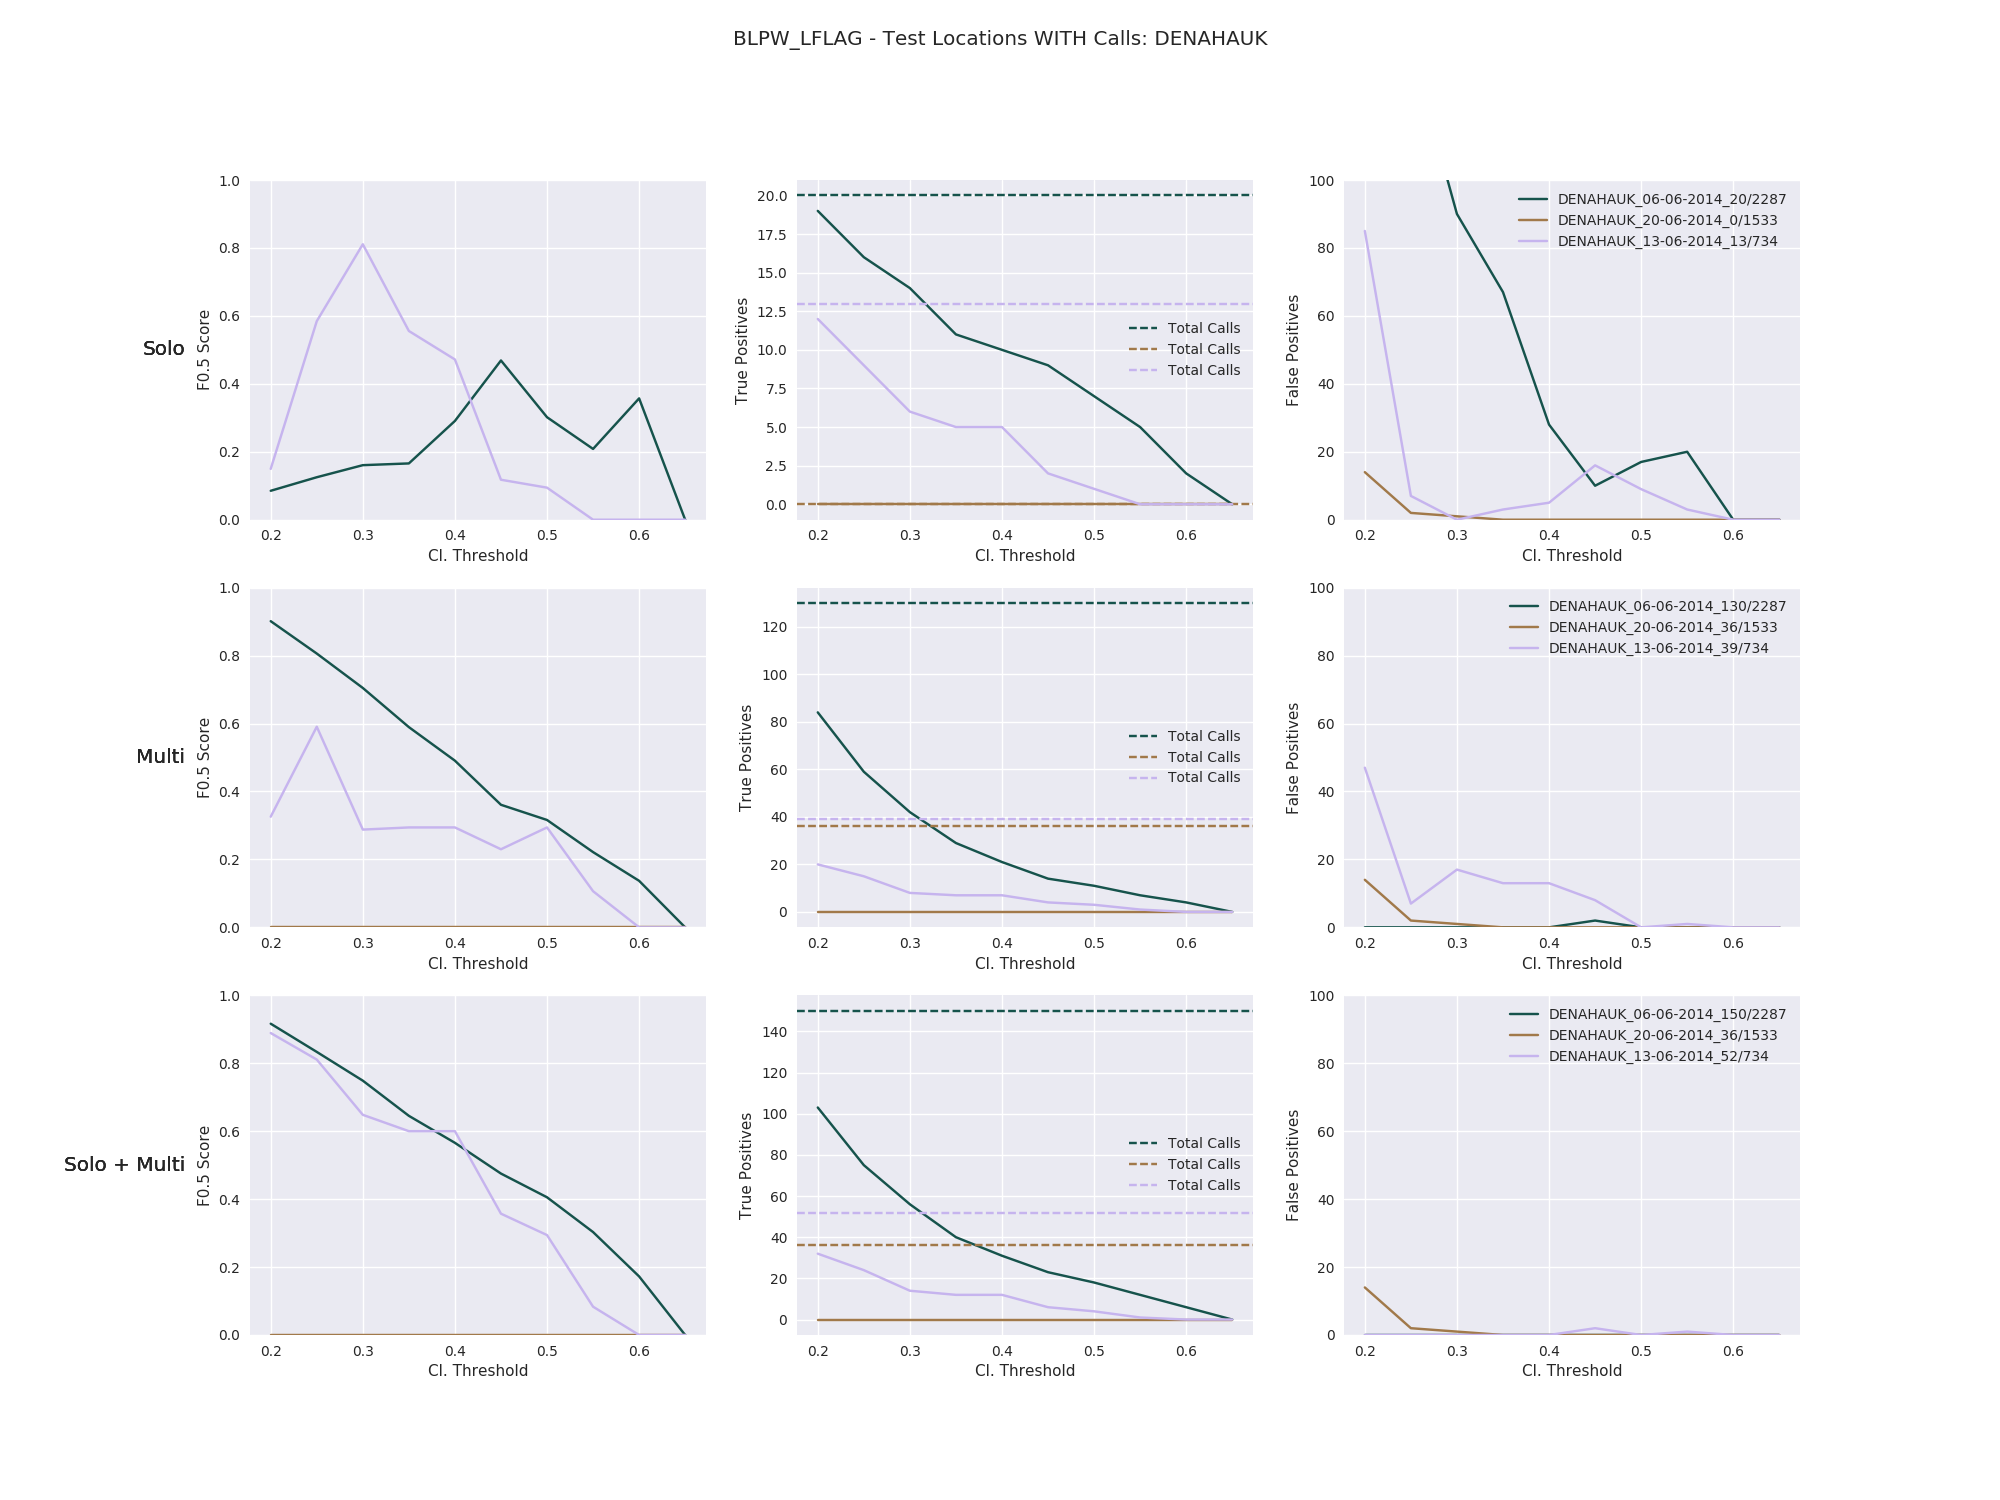 BLPW_LFLAG - Test Locations WITH Calls: DENAHAUK
Solo
F0.5 Score
1.0
0.8
0.6
0.4
0.2
0.0
0.2 0.3 0.4 0.5 0.6
Cl. Threshold
True Positives
20.0
17.5
15.0
12.5
10.0
7.5
5.0
2.5
0.0
Total Calls
Total Calls
Total Calls
0.2 0.3 0.4 0.5 0.6
Cl. Threshold
False Positives
100
80
60
40
20
0
DENAHAUK_06-06-2014_20/2287
DENAHAUK_20-06-2014_0/1533
DENAHAUK_13-06-2014_13/734
0.2 0.3 0.4 0.5 0.6
Cl. Threshold
Multi
F0.5 Score
1.0
0.8
0.6
0.4
0.2
0.0
0.2 0.3 0.4 0.5 0.6
Cl. Threshold
True Positives
120
100
80
60
40
20
0
Total Calls
Total Calls
Total Calls
0.2 0.3 0.4 0.5 0.6
Cl. Threshold
False Positives
100
80
60
40
20
0
DENAHAUK_06-06-2014_130/2287
DENAHAUK_20-06-2014_36/1533
DENAHAUK_13-06-2014_39/734
0.2 0.3 0.4 0.5 0.6
Cl. Threshold
Solo + Multi
F0.5 Score
1.0
0.8
0.6
0.4
0.2
0.0
0.2 0.3 0.4 0.5 0.6
Cl. Threshold
True Positives
140
120
100
80
60
40
20
0
Total Calls
Total Calls
Total Calls
0.2 0.3 0.4 0.5 0.6
Cl. Threshold
False Positives
100
80
60
40
20
0
DENAHAUK_06-06-2014_150/2287
DENAHAUK_20-06-2014_36/1533
DENAHAUK_13-06-2014_52/734
0.2 0.3 0.4 0.5 0.6
Cl. Threshold